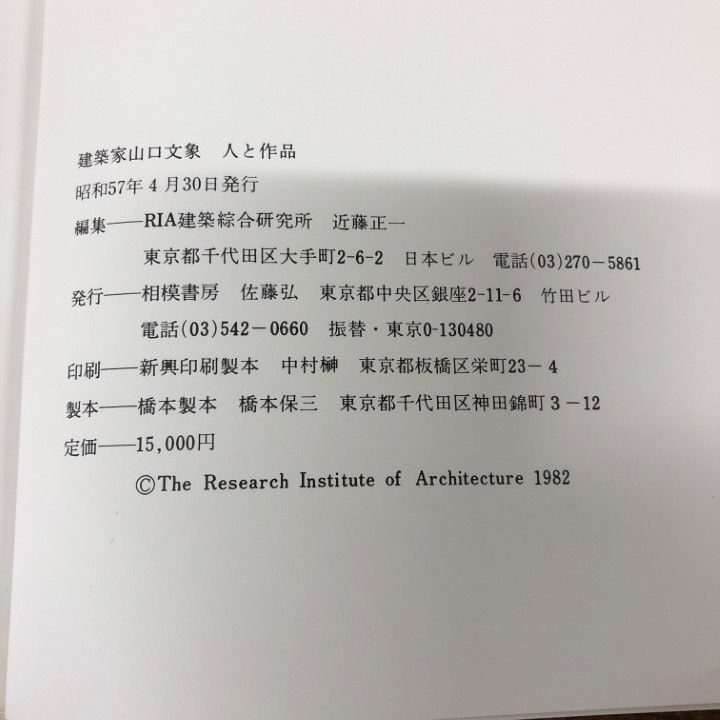 建築家山口文象　人と作品
昭和57年4月30日発行
編集──RIA建築綜合研究所　近藤正一
東京都千代田区大手町2-6-2　日本ビル　電話(03)270－5861
発行──相模書房　佐藤弘　東京都中央区銀座2-11-6　竹田ビル
電話(03)542－0660　振替・東京0-130480
印刷──新興印刷製本　中村榊　東京都板橋区栄町23－4
製本──橋本製本　橋本保三　東京都千代田区神田錦町3－12
定価──15,000円
©The Research Institute of Architecture 1982